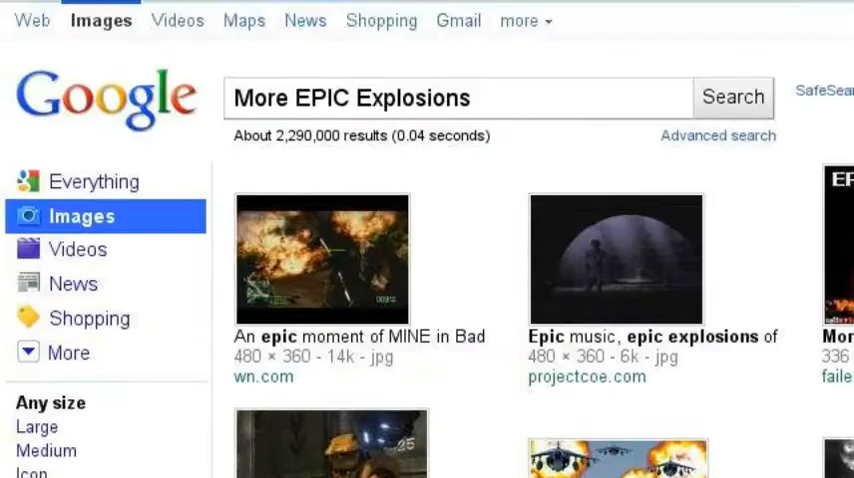 Web Images Videos Maps News Shopping Gmail more
Google
More EPIC Explosions Search SafeSear
About 2,290,000 results (0.04 seconds) Advanced search
Everything
Images
Videos
News
Shopping
More
Any size
Large
Medium
Icon
An epic moment of MINE in Bad
480 × 360 - 14k - jpg
wn.com
Epic music, epic explosions of
480 × 360 - 6k - jpg
projectcoe.com
EP
Mor
336
faile
25